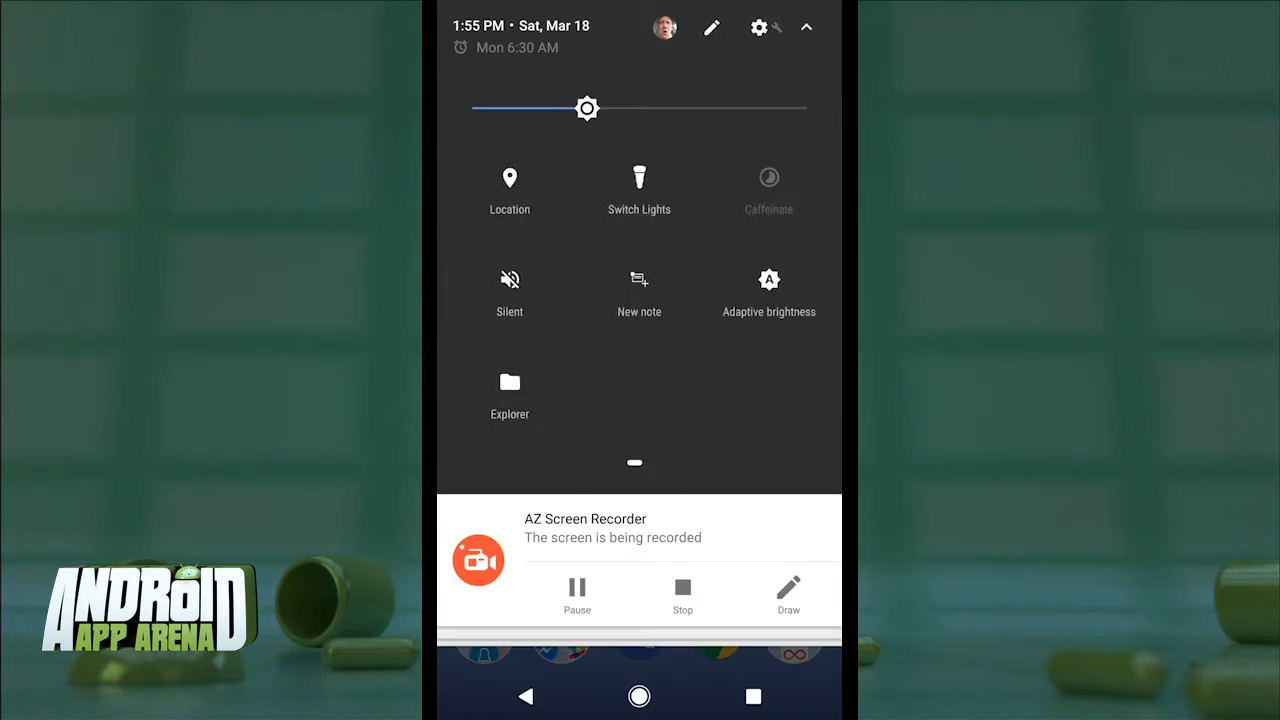 1:55 PM • Sat, Mar 18
Mon 6:30 AM
Location
Switch Lights
Caffeinate
Silent
New note
A
Adaptive brightness
Explorer
AZ Screen Recorder
The screen is being recorded
Pause
Stop
Draw
ANDROID
APP ARENA